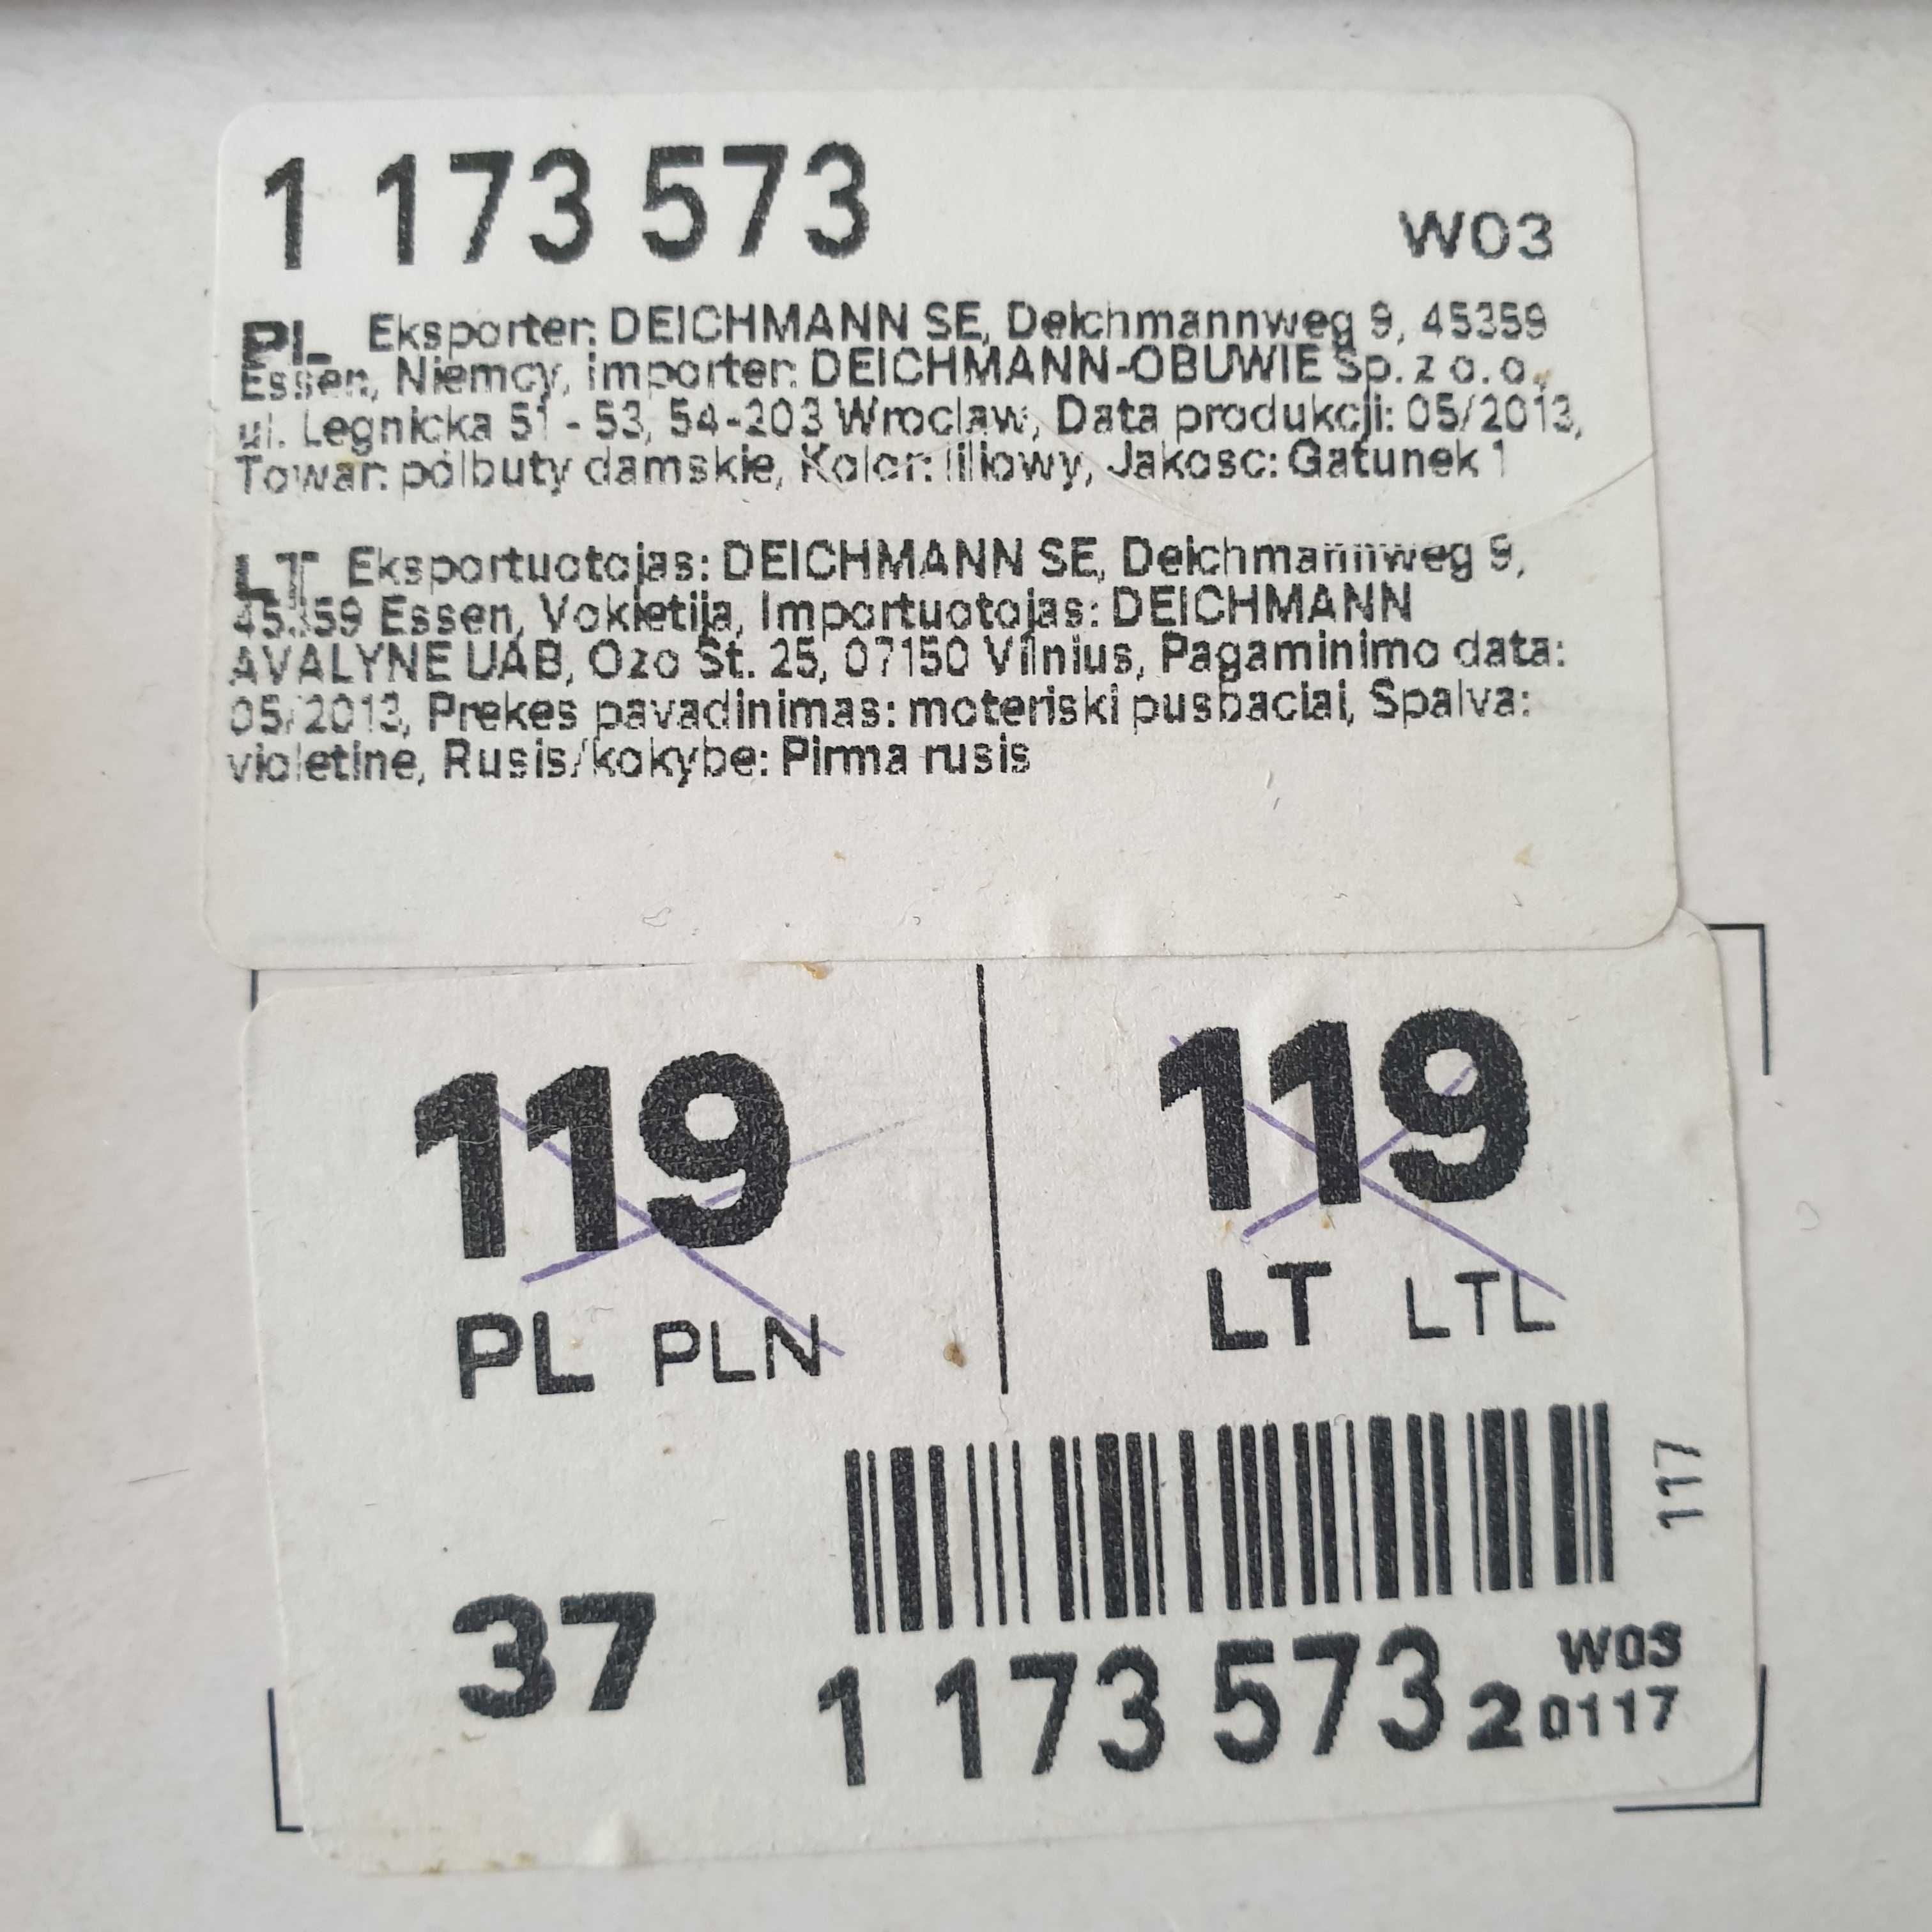 1 173 573
W03
PL Eksporter: DEICHMANN SE, Deichmannweg 9, 45359
Essen, Niemcy, Importer: DEICHMANN-OBUWIE Sp. z o. o.,
ul. Legnicka 51 - 53, 54-203 Wroclaw, Data produkcji: 05/2013,
Towar: pólbuty damskie, Kolor: liliowy, Jakosc: Gatunek 1
LT Eksportuotojas: DEICHMANN SE, Deichmannweg 9,
45359 Essen, Vokietija, Importuotojas: DEICHMANN
AVALYNE UAB, Ozo St. 25, 07150 Vilnius, Pagaminimo data:
05/2013, Prekes pavadinimas: moteriski pusbaciai, Spalva:
violetine, Rusis/kokybe: Pirma rusis
119
PL PLN
119
LT LTL
117
37
1 173 573 2
W03
0117